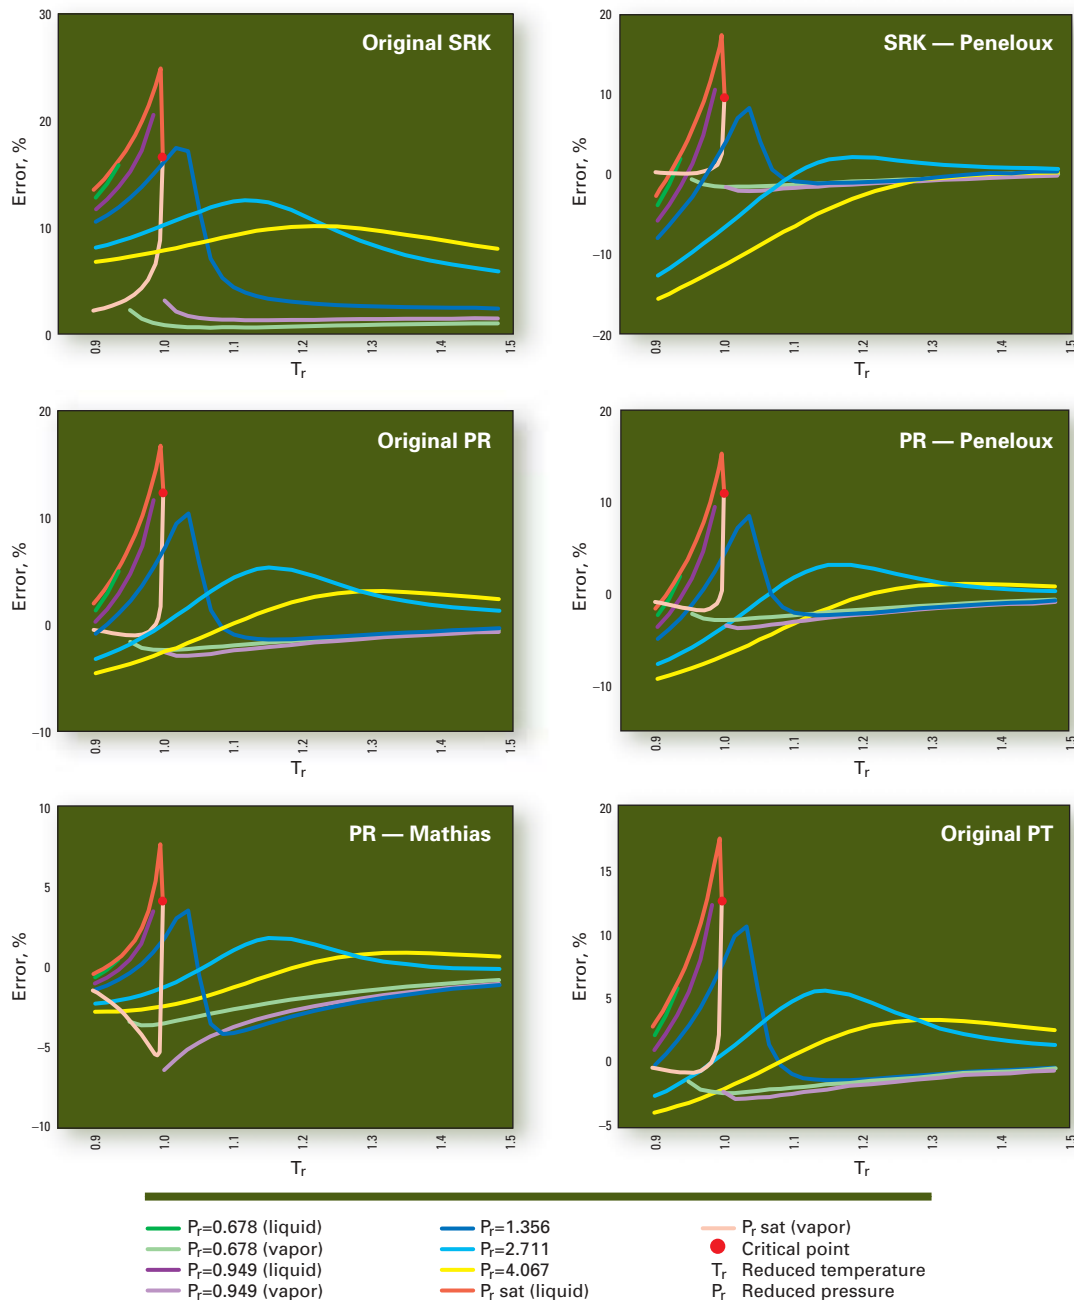 Original SRK
Error, %
30
20
10
0
0.9
1.0
1.1
1.2
1.3
1.4
1.5
Tr
SRK — Peneloux
Error, %
20
10
0
–10
–20
0.9
1.0
1.1
1.2
1.3
1.4
1.5
Tr
Original PR
Error, %
20
10
0
–10
0.9
1.0
1.1
1.2
1.3
1.4
1.5
Tr
PR — Peneloux
Error, %
20
10
0
–10
0.9
1.0
1.1
1.2
1.3
1.4
1.5
Tr
PR — Mathias
Error, %
10
5
0
–5
–10
0.9
1.0
1.1
1.2
1.3
1.4
1.5
Tr
Original PT
Error, %
20
15
10
5
0
–5
0.9
1.0
1.1
1.2
1.3
1.4
1.5
Tr
Pr=0.678 (liquid)
Pr=0.678 (vapor)
Pr=0.949 (liquid)
Pr=0.949 (vapor)
Pr=1.356
Pr=2.711
Pr=4.067
Pr sat (liquid)
Pr sat (vapor)
Critical point
Tr Reduced temperature
Pr Reduced pressure